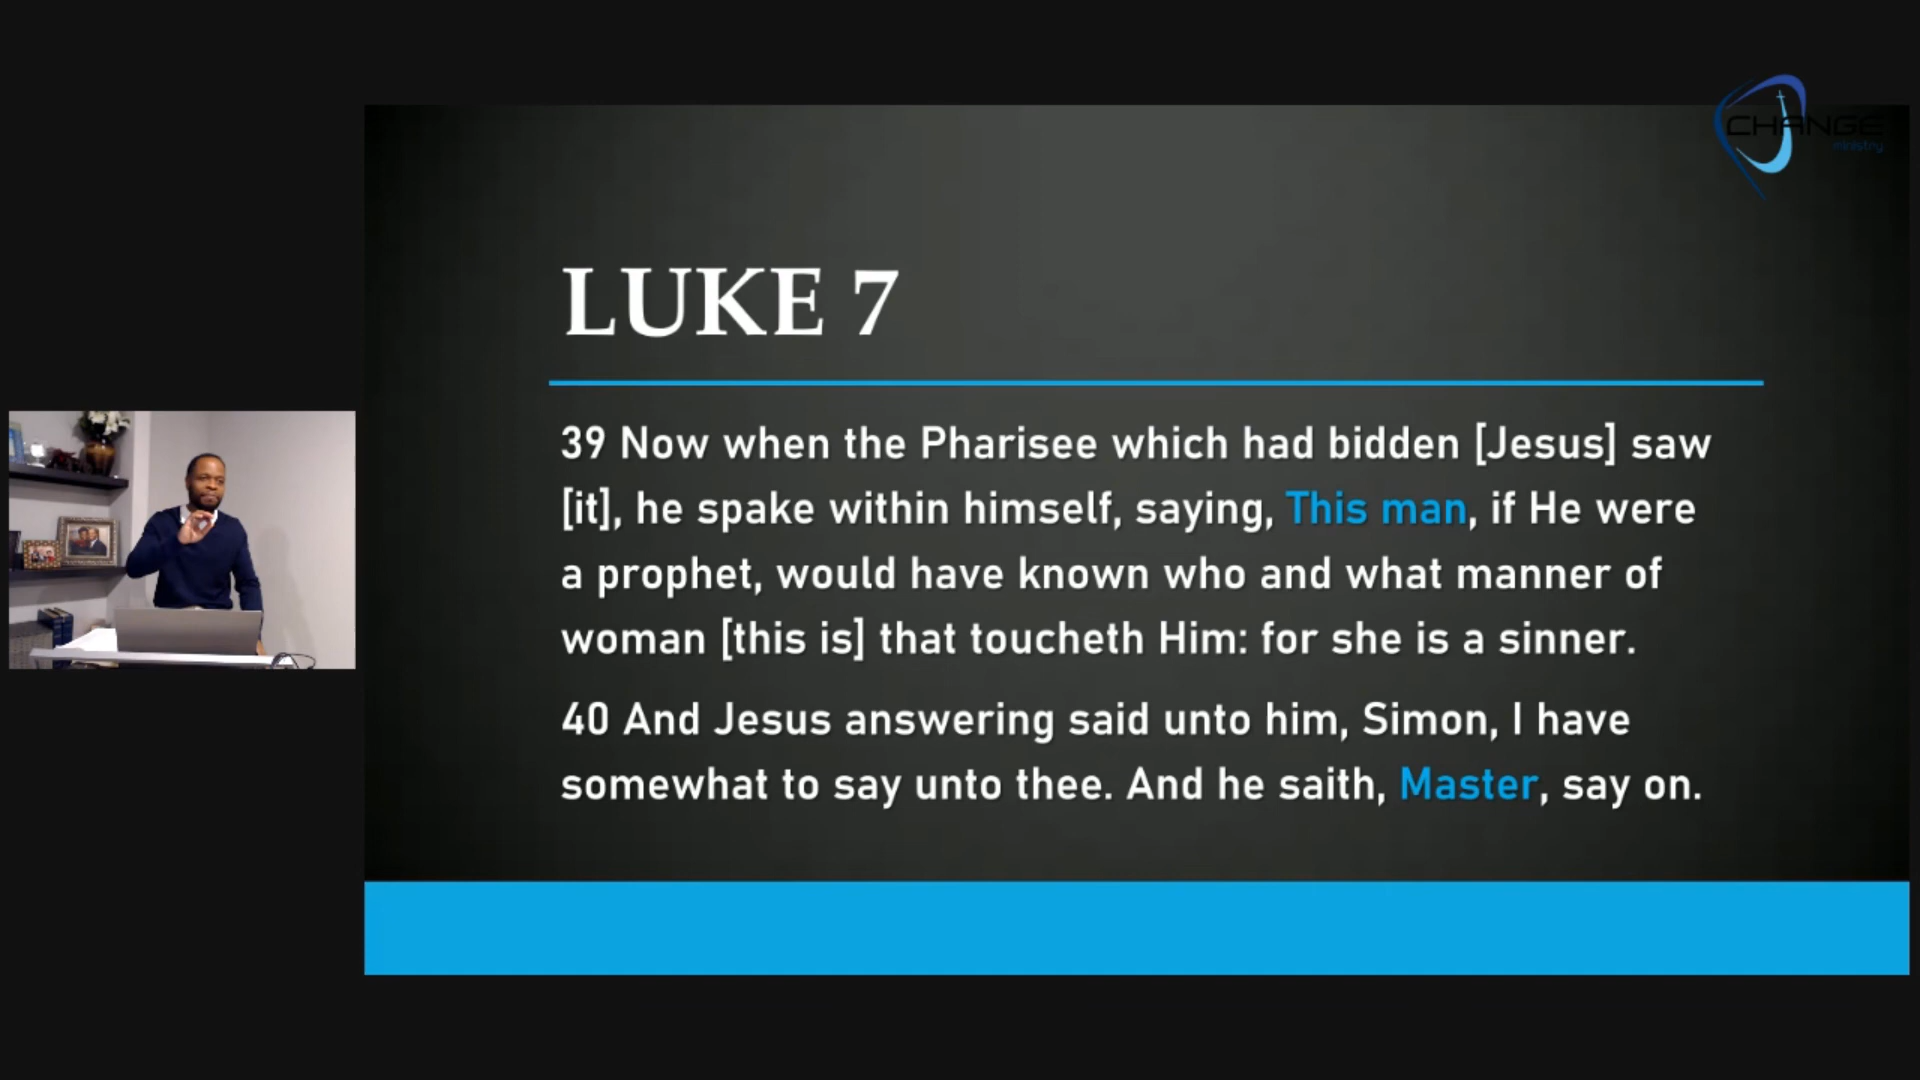 CHANGE
ministry
LUKE 7
39 Now when the Pharisee which had bidden [Jesus] saw
[it], he spake within himself, saying, This man, if He were
a prophet, would have known who and what manner of
woman [this is] that toucheth Him: for she is a sinner.
40 And Jesus answering said unto him, Simon, I have
somewhat to say unto thee. And he saith, Master, say on.